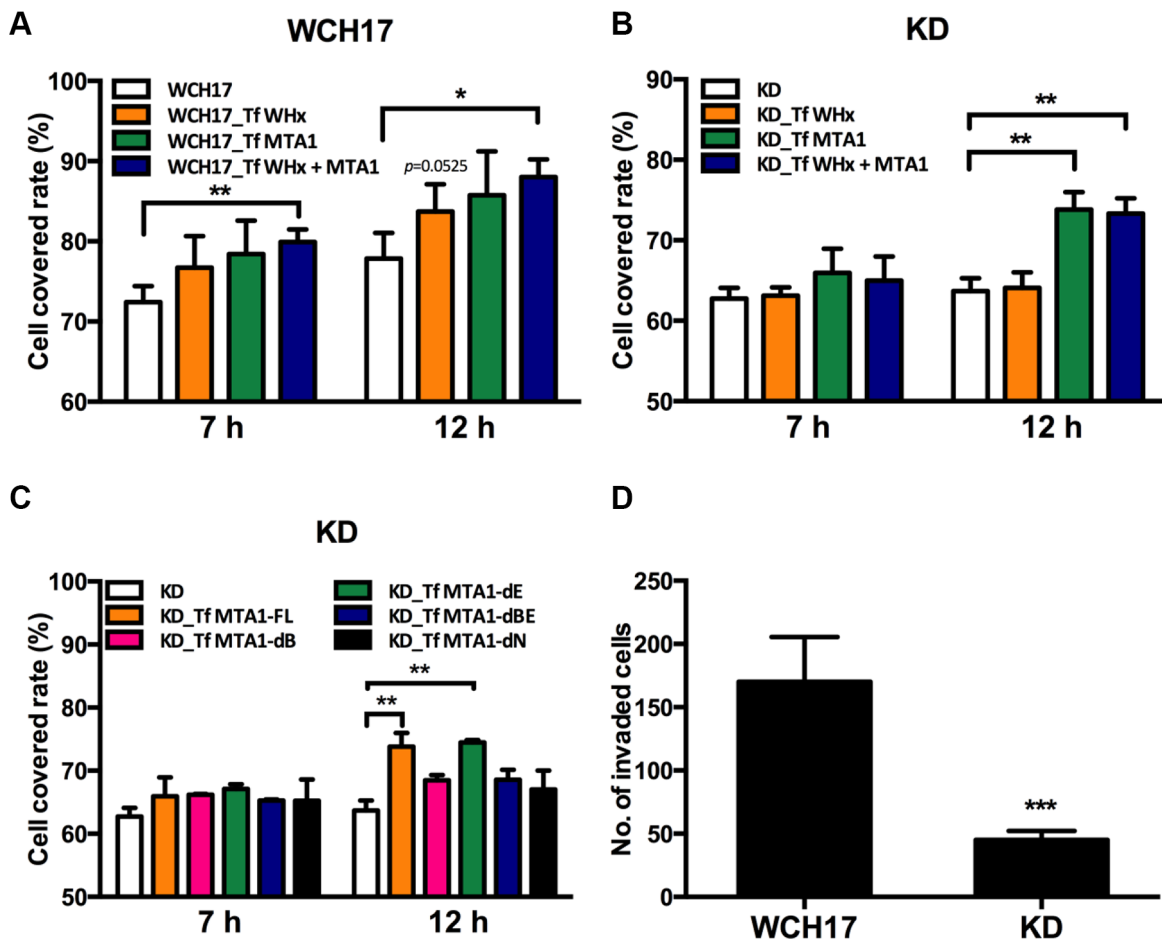 A
WCH17
Cell covered rate (%)
100
90
80
70
60
WCH17
WCH17_Tf WHx
WCH17_Tf MTA1
WCH17_Tf WHx + MTA1
**
*
p=0.0525
7 h
12 h
B
KD
Cell covered rate (%)
90
80
70
60
50
KD
KD_Tf WHx
KD_Tf MTA1
KD_Tf WHx + MTA1
**
**
7 h
12 h
C
KD
Cell covered rate (%)
100
90
80
70
60
50
KD
KD_Tf MTA1-FL
KD_Tf MTA1-dB
KD_Tf MTA1-dE
KD_Tf MTA1-dBE
KD_Tf MTA1-dN
**
**
7 h
12 h
D
No. of invaded cells
250
200
150
100
50
0
***
WCH17
KD